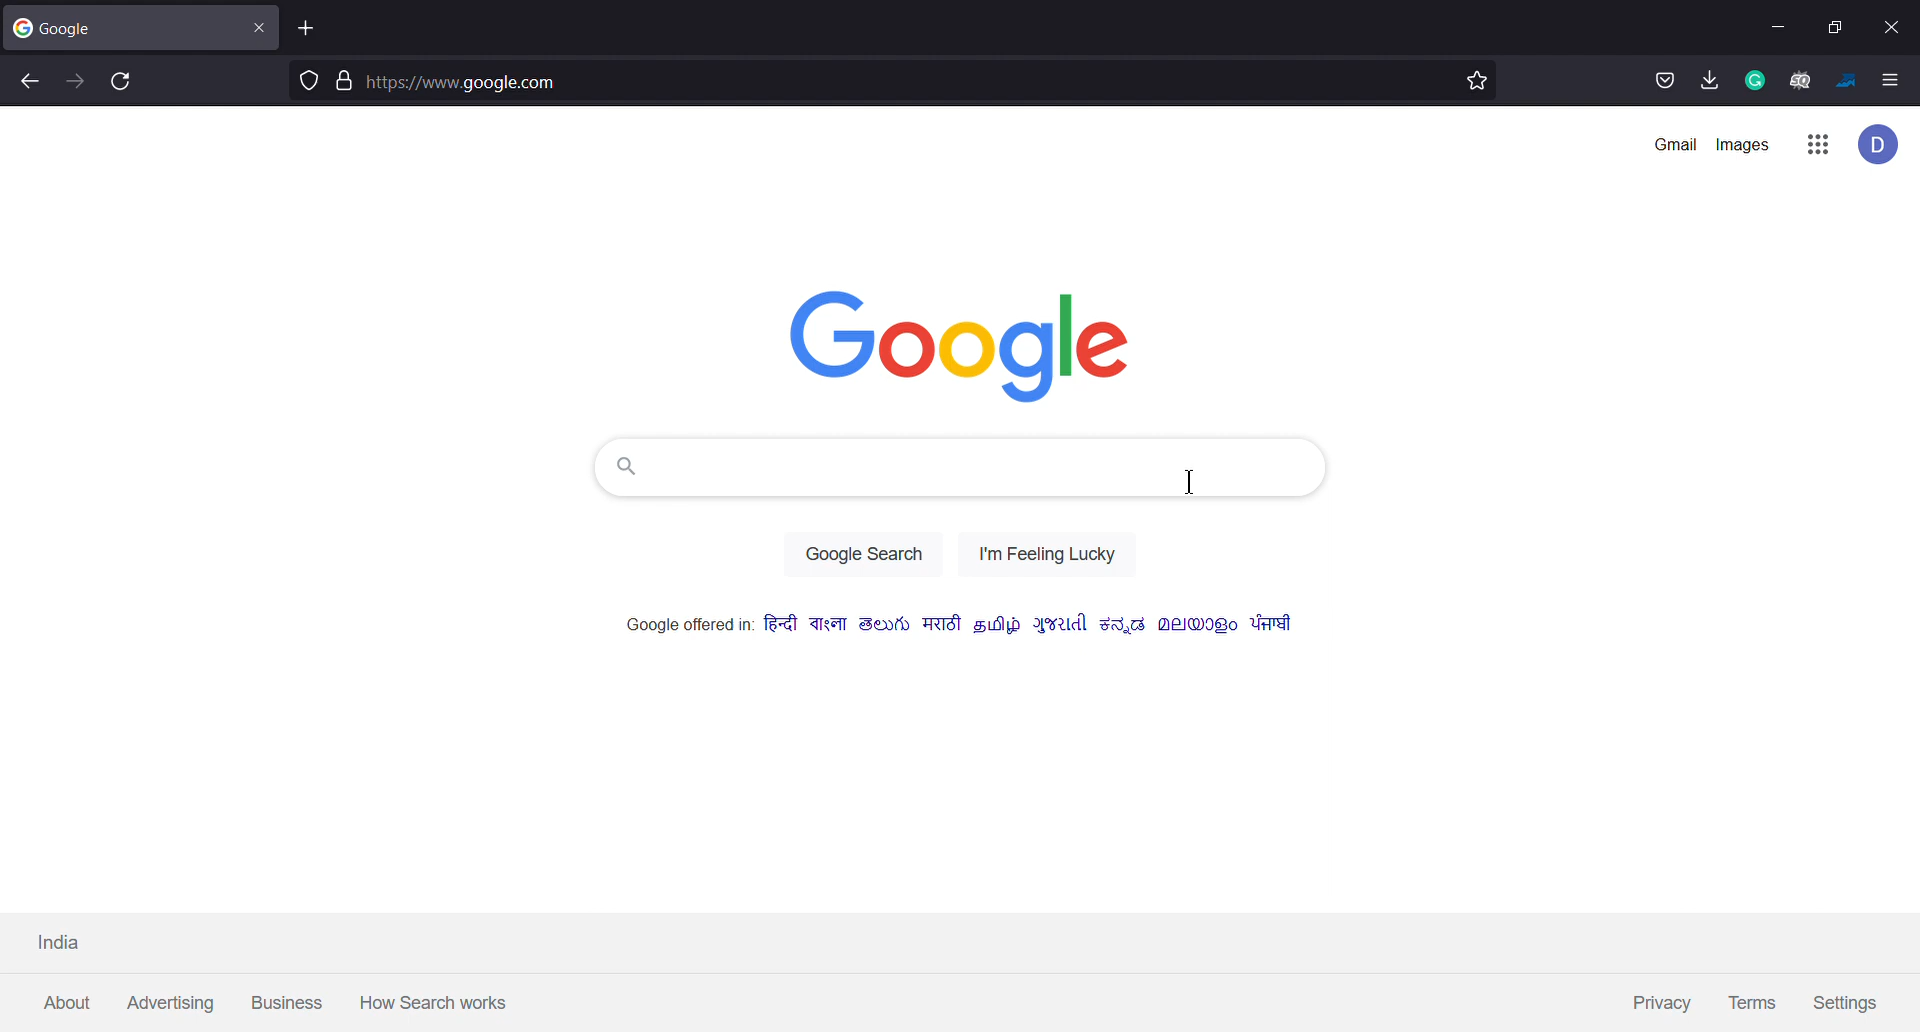 Google
https://www.google.com
Gmail Images D
Google
Google Search I'm Feeling Lucky
Google offered in: हिन्दी বাংলা తెలుగు मराठी தமிழ் ગુજરાતી ಕನ್ನಡ മലയാളം ਪੰਜਾਬੀ
India
About Advertising Business How Search works Privacy Terms Settings